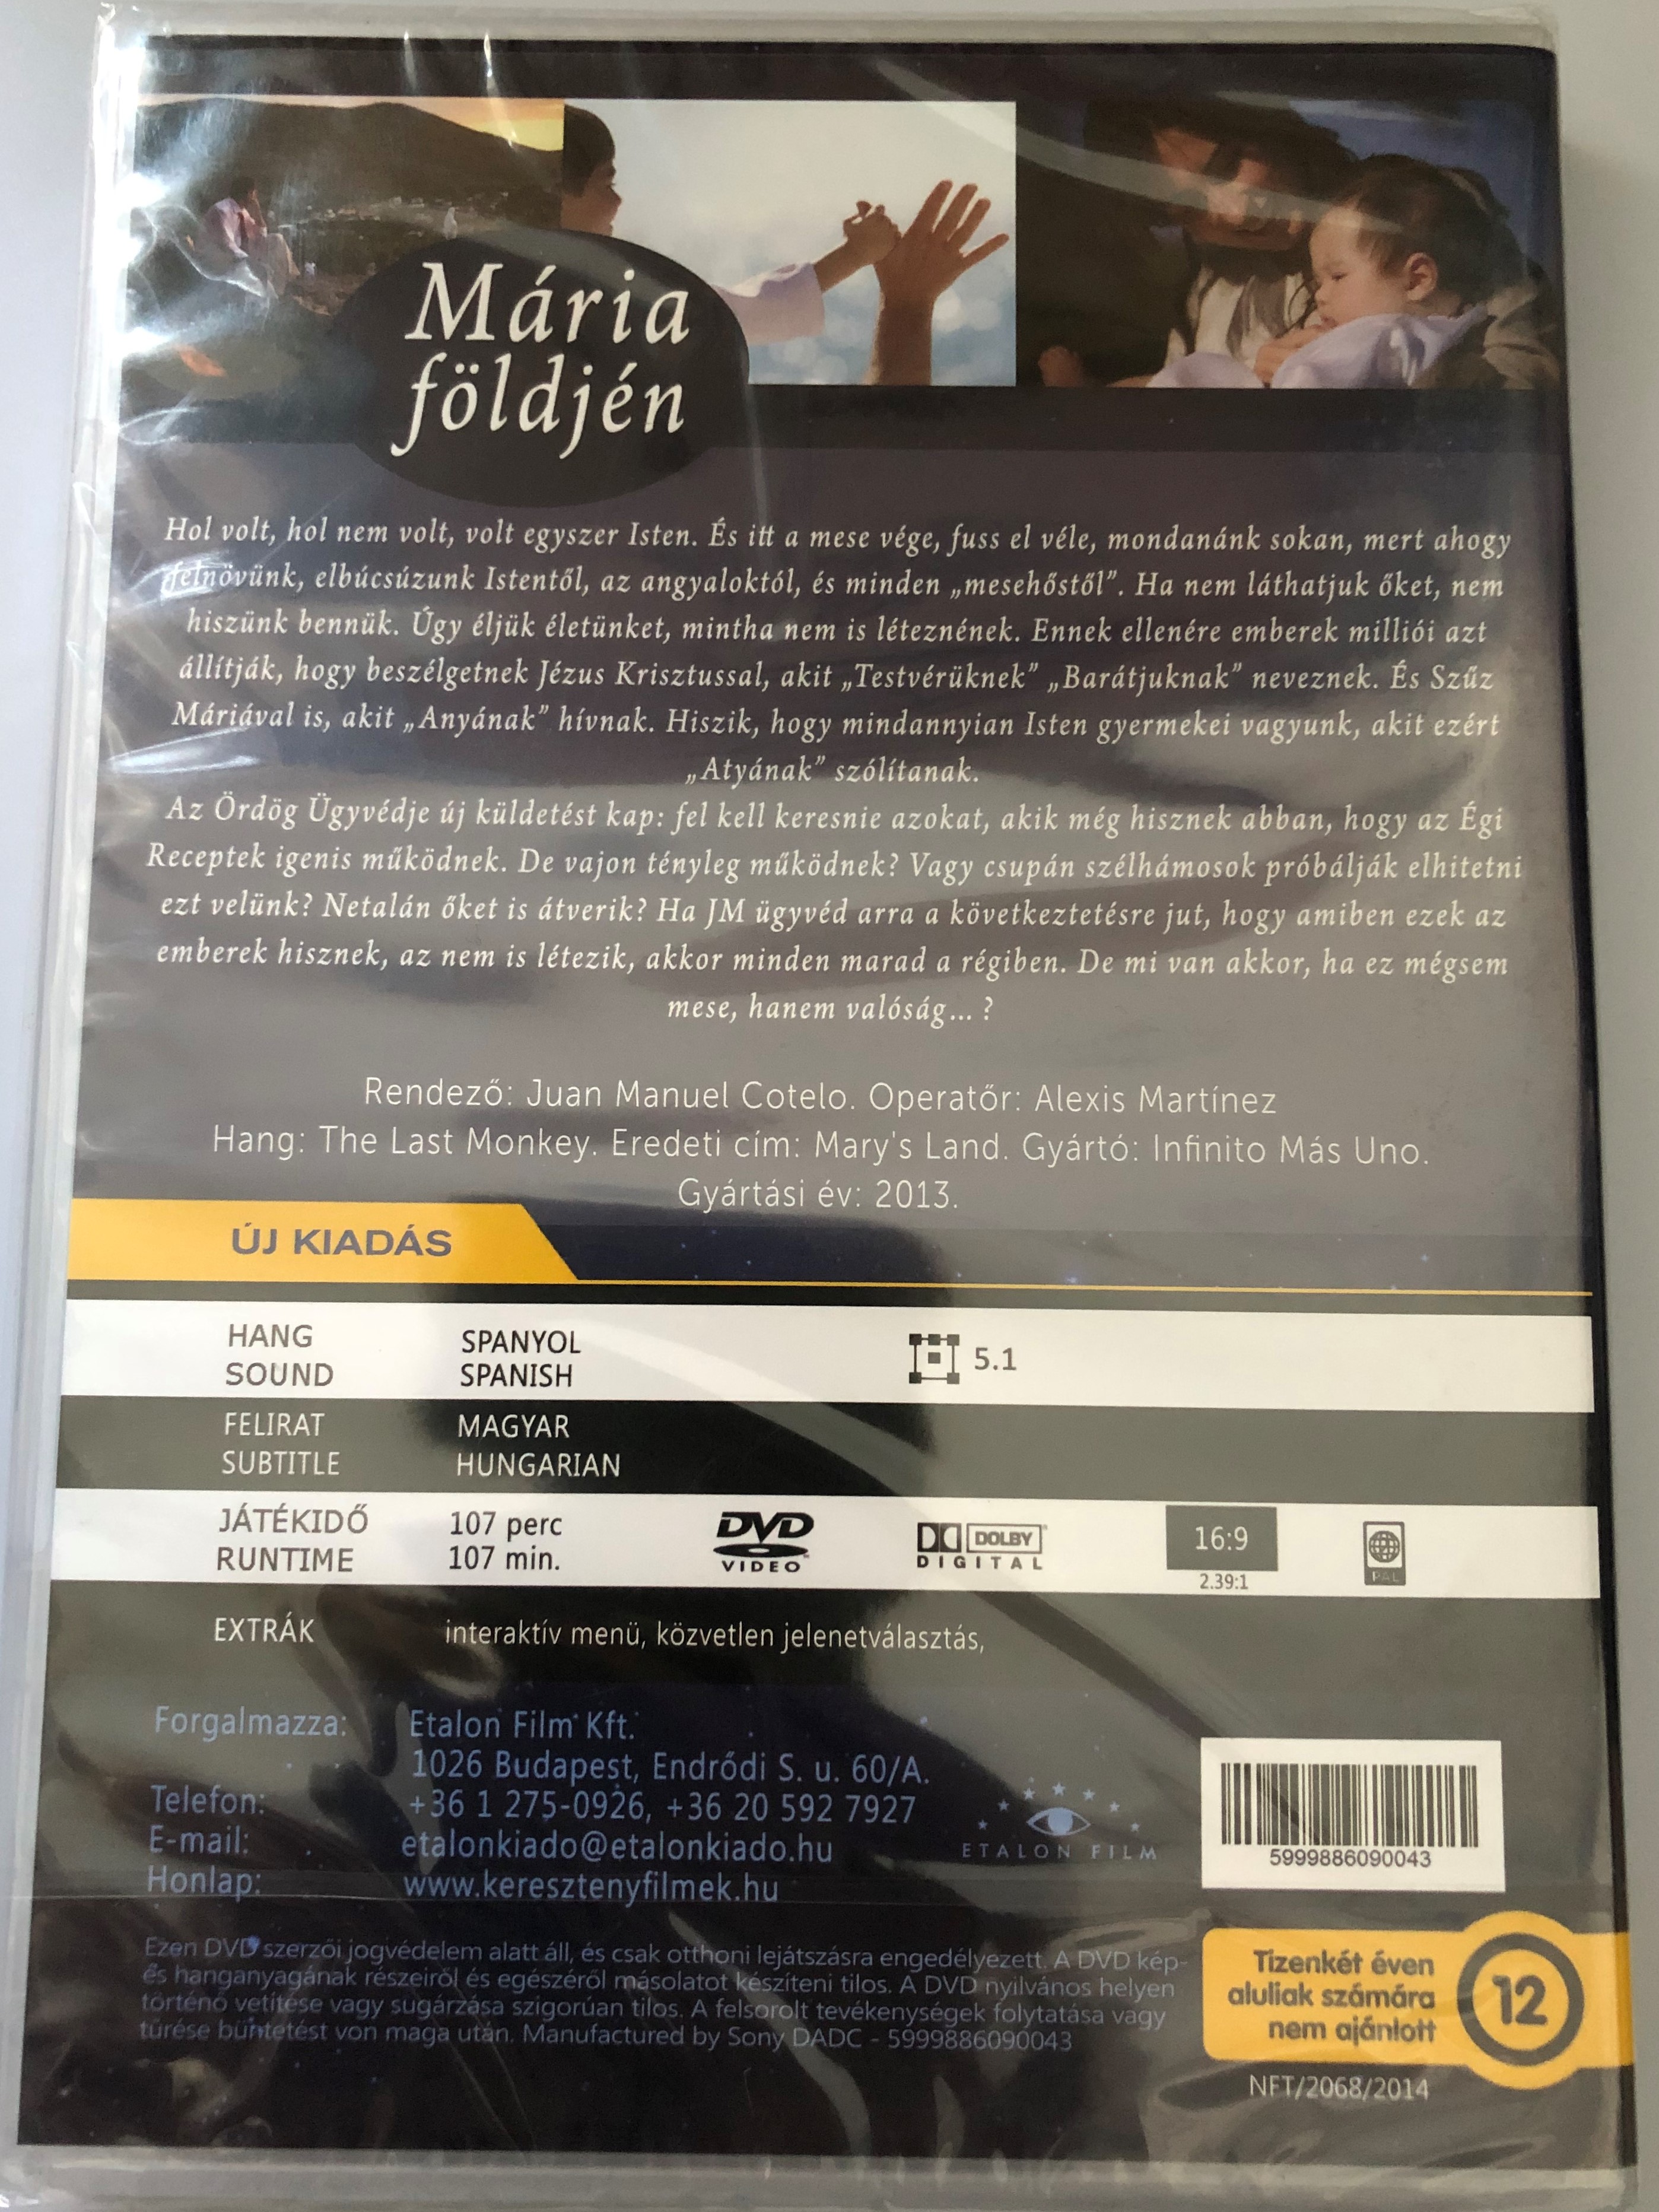 Mária
földjén
Hol volt, hol nem volt, volt egyszer Isten. És itt a mese vége, fuss el véle, mondanánk sokan, mert ahogy
felnövünk, elbúcsúzunk Istentől, az angyaloktól, és minden „mesehőstől”. Ha nem láthatjuk őket, nem
hiszünk bennük. Úgy éljük életünket, mintha nem is léteznének. Ennek ellenére emberek milliói azt
állítják, hogy beszélgetnek Jézus Krisztussal, akit „Testvérüknek” „Barátjuknak” neveznek. És Szűz
Máriával is, akit „Anyának” hívnak. Hiszik, hogy mindannyian Isten gyermekei vagyunk, akit ezért
„Atyának” szólítanak.
Az Ördög Ügyvédje új küldetést kap: fel kell keresnie azokat, akik még hisznek abban, hogy az Égi
Receptek igenis működnek. De vajon tényleg működnek? Vagy csupán szélhámosok próbálják elhitetni
ezt velünk? Netalán őket is átverik? Ha JM ügyvéd arra a következtetésre jut, hogy amiben ezek az
emberek hisznek, az nem is létezik, akkor minden marad a régiben. De mi van akkor, ha ez mégsem
mese, hanem valóság... ?
Rendező: Juan Manuel Cotelo. Operatőr: Alexis Martínez
Hang: The Last Monkey. Eredeti cím: Mary's Land. Gyártó: Infinito Más Uno.
Gyártási év: 2013.
ÚJ KIADÁS
HANG SPANYOL
SOUND SPANISH
5.1
FELIRAT MAGYAR
SUBTITLE HUNGARIAN
JÁTÉKIDŐ 107 perc
RUNTIME 107 min.
DVD
VIDEO
DOLBY
DIGITAL
16:9
2.39:1
PAL
EXTRÁK interaktív menü, közvetlen jelenetválasztás,
Forgalmazza: Etalon Film Kft.
1026 Budapest, Endrődi S. u. 60/A.
Telefon: +36 1 275-0926, +36 20 592 7927
E-mail: etalonkiado@etalonkiado.hu
Honlap: www.keresztenyfilmek.hu
ETALON FILM
5999886090043
Ezen DVD szerzői jogvédelem alatt áll, és csak otthoni lejátszásra engedélyezett. A DVD kép-
és hanganyagának részeiről és egészéről másolatot készíteni tilos. A DVD nyilvános helyen
történő vetítése vagy sugárzása szigorúan tilos. A felsorolt tevékenységek folytatása vagy
tűrése büntetést von maga után. Manufactured by Sony DADC - 5999886090043
Tizenkét éven
aluliak számára
nem ajánlott
12
NFT/2068/2014